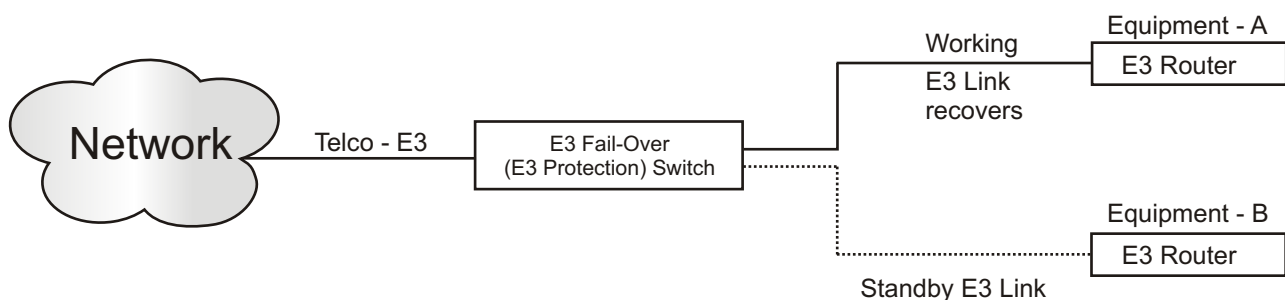 Network
Telco - E3
E3 Fail-Over
(E3 Protection) Switch
Working
E3 Link
recovers
Equipment - A
E3 Router
Equipment - B
E3 Router
Standby E3 Link